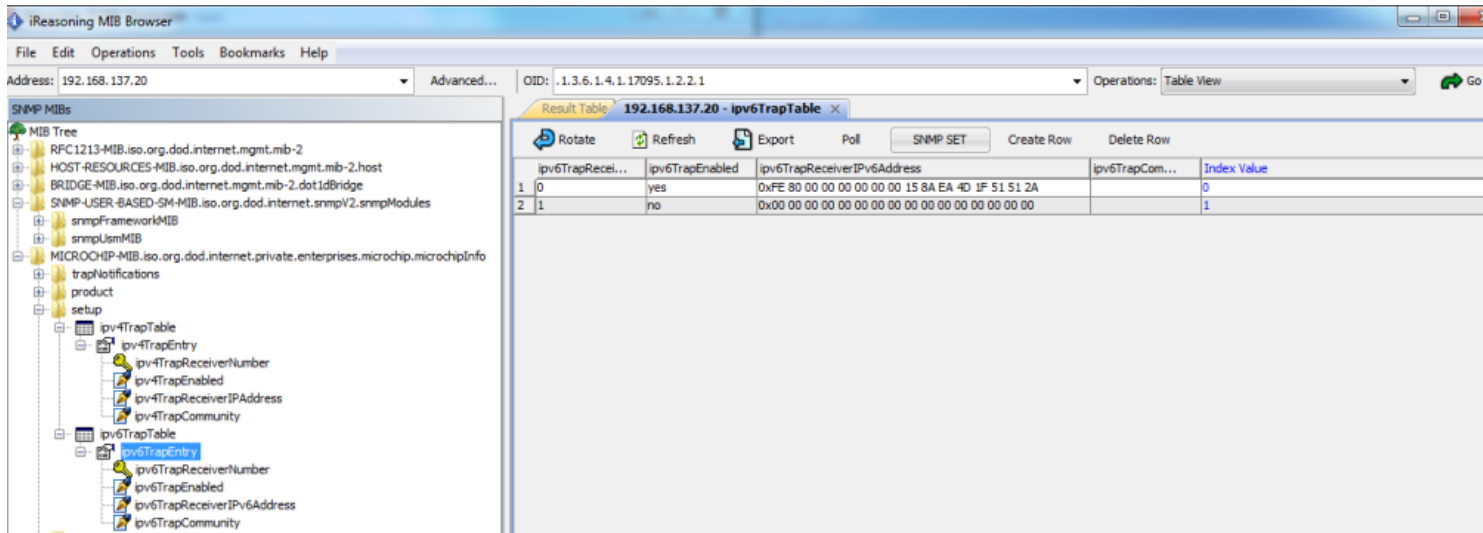 iReasoning MIB Browser
File Edit Operations Tools Bookmarks Help
Address: 192.168.137.20 Advanced... OID: .1.3.6.1.4.1.17095.1.2.2.1 Operations: Table View Go
SNMP MIBs
MIB Tree
RFC1213-MIB.iso.org.dod.internet.mgmt.mib-2
HOST-RESOURCES-MIB.iso.org.dod.internet.mgmt.mib-2.host
BRIDGE-MIB.iso.org.dod.internet.mgmt.mib-2.dot1dBridge
SNMP-USER-BASED-SM-MIB.iso.org.dod.internet.snmpV2.snmpModules
snmpFrameworkMIB
snmpUsmMIB
MICROCHIP-MIB.iso.org.dod.internet.private.enterprises.microchip.microchipInfo
trapNotifications
product
setup
ipv4TrapTable
ipv4TrapEntry
ipv4TrapReceiverNumber
ipv4TrapEnabled
ipv4TrapReceiverIPAddress
ipv4TrapCommunity
ipv6TrapTable
ipv6TrapEntry
ipv6TrapReceiverNumber
ipv6TrapEnabled
ipv6TrapReceiverIPv6Address
ipv6TrapCommunity
Result Table 192.168.137.20 - ipv6TrapTable
Rotate Refresh Export Poll SNMP SET Create Row Delete Row
ipv6TrapRecei... ipv6TrapEnabled ipv6TrapReceiverIPv6Address ipv6TrapCom... Index Value
1 0 yes 0xFE 80 00 00 00 00 00 00 15 8A EA 4D 1F 51 51 2A 0
2 1 no 0x00 00 00 00 00 00 00 00 00 00 00 00 00 00 00 00 1